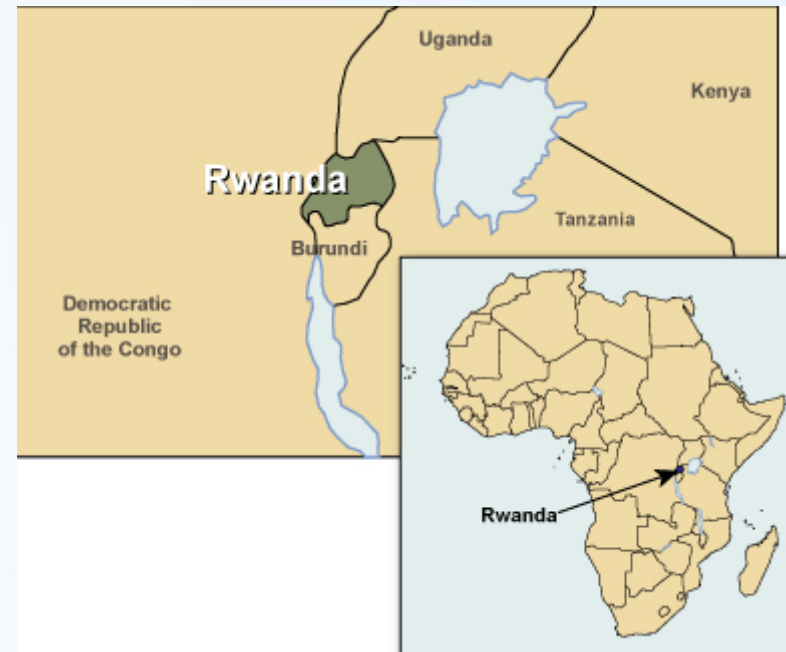 Uganda
Kenya
Rwanda
Tanzania
Burundi
Democratic
Republic
of the Congo
Rwanda